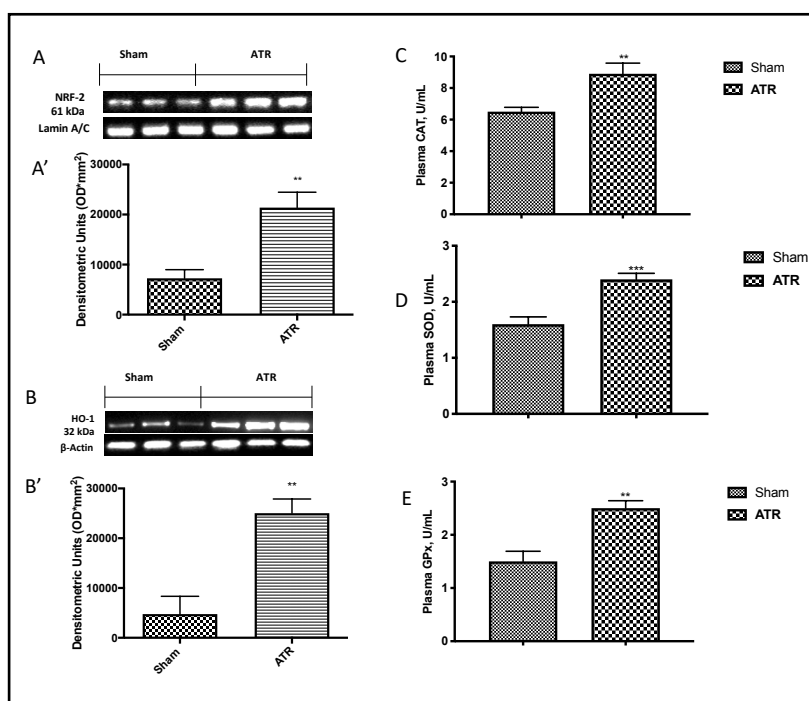 A
Sham ATR
NRF-2
61 kDa
Lamin A/C
A’
Densitometric Units (OD*mm²)
30000
20000
10000
0
**
Sham
ATR
B
Sham ATR
HO-1
32 kDa
β-Actin
B’
Densitometric Units (OD*mm²)
30000
20000
10000
0
**
Sham
ATR
C
Plasma CAT, U/mL
10
8
6
4
2
0
**
Sham
ATR
D
Plasma SOD, U/mL
3
2
1
0
***
Sham
ATR
E
Plasma GPx, U/mL
3
2
1
0
**
Sham
ATR